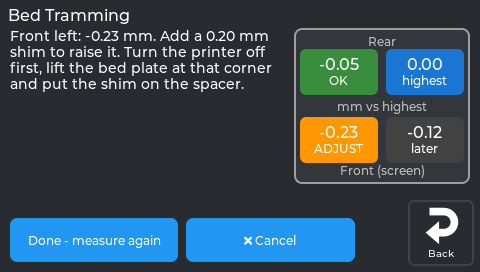 Bed Tramming
Front left: -0.23 mm. Add a 0.20 mm
shim to raise it. Turn the printer off
first, lift the bed plate at that corner
and put the shim on the spacer.
Rear
-0.05
OK
0.00
highest
mm vs highest
-0.23
ADJUST
-0.12
later
Front (screen)
Done - measure again
Cancel
Back